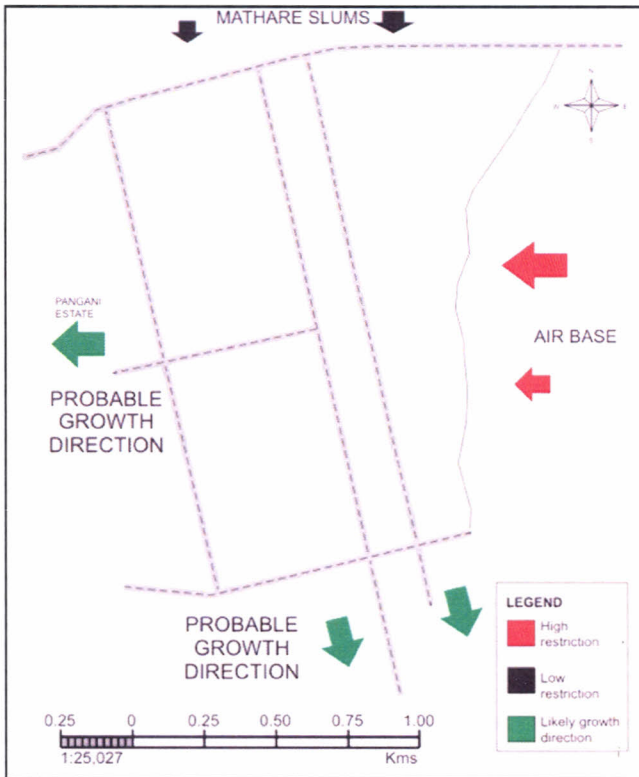 MATHARE SLUMS
N
E
S
PANGANI
ESTATE
AIR BASE
PROBABLE
GROWTH
DIRECTION
PROBABLE
GROWTH
DIRECTION
LEGEND
High
restriction
Low
restriction
Likely growth
direction
0.25 0 0.25 0.50 0.75 1.00
1:25,027 Kms